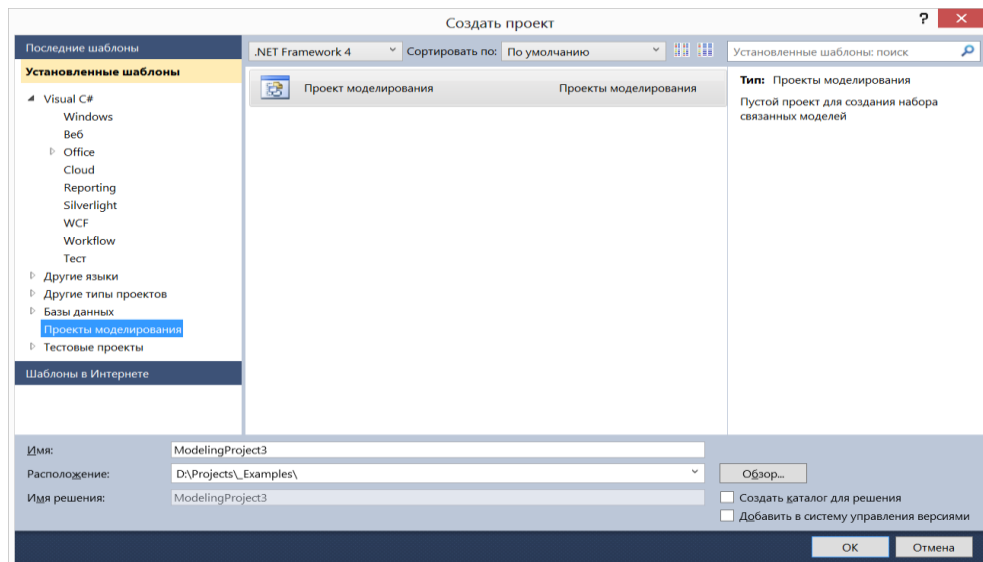 Создать проект
?
Последние шаблоны
Установленные шаблоны
Visual C#
Windows
Веб
Office
Cloud
Reporting
Silverlight
WCF
Workflow
Тест
Другие языки
Другие типы проектов
Базы данных
Проекты моделирования
Тестовые проекты
Шаблоны в Интернете
.NET Framework 4 Сортировать по: По умолчанию
Проект моделирования Проекты моделирования
Установленные шаблоны: поиск
Тип: Проекты моделирования
Пустой проект для создания набора
связанных моделей
Имя: ModelingProject3
Расположение: D:\Projects\_Examples\ Обзор...
Имя решения: ModelingProject3
Создать каталог для решения
Добавить в систему управления версиями
ОК Отмена